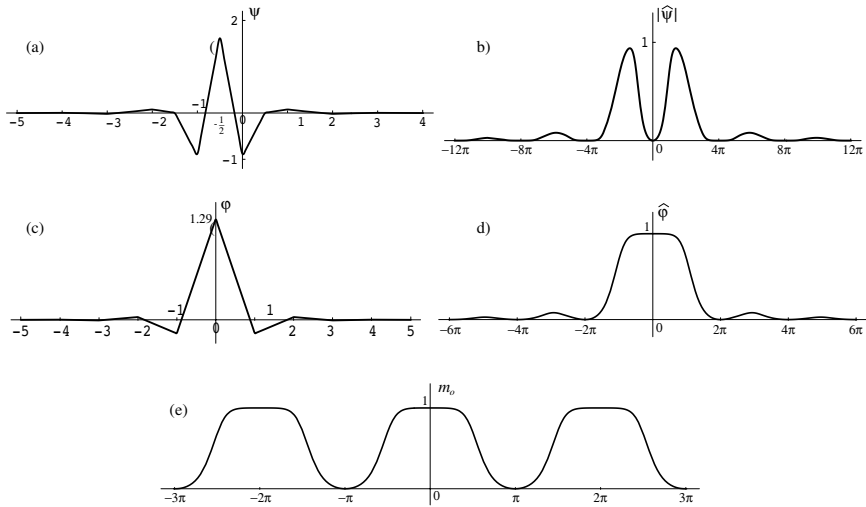 (a)
ψ
2
(
−1
-1/2
0
−1
−5 −4 −3 −2 2 3 4
(b)
|ψ̂|
1
−12π −8π −4π 0 4π 8π 12π
(c)
φ
1.29
(
−1
1
0
−5 −4 −3 −2 2 3 4 5
(d)
φ̂
1
−6π −4π −2π 0 2π 4π 6π
(e)
mₒ
1
−3π −2π −π 0 π 2π 3π